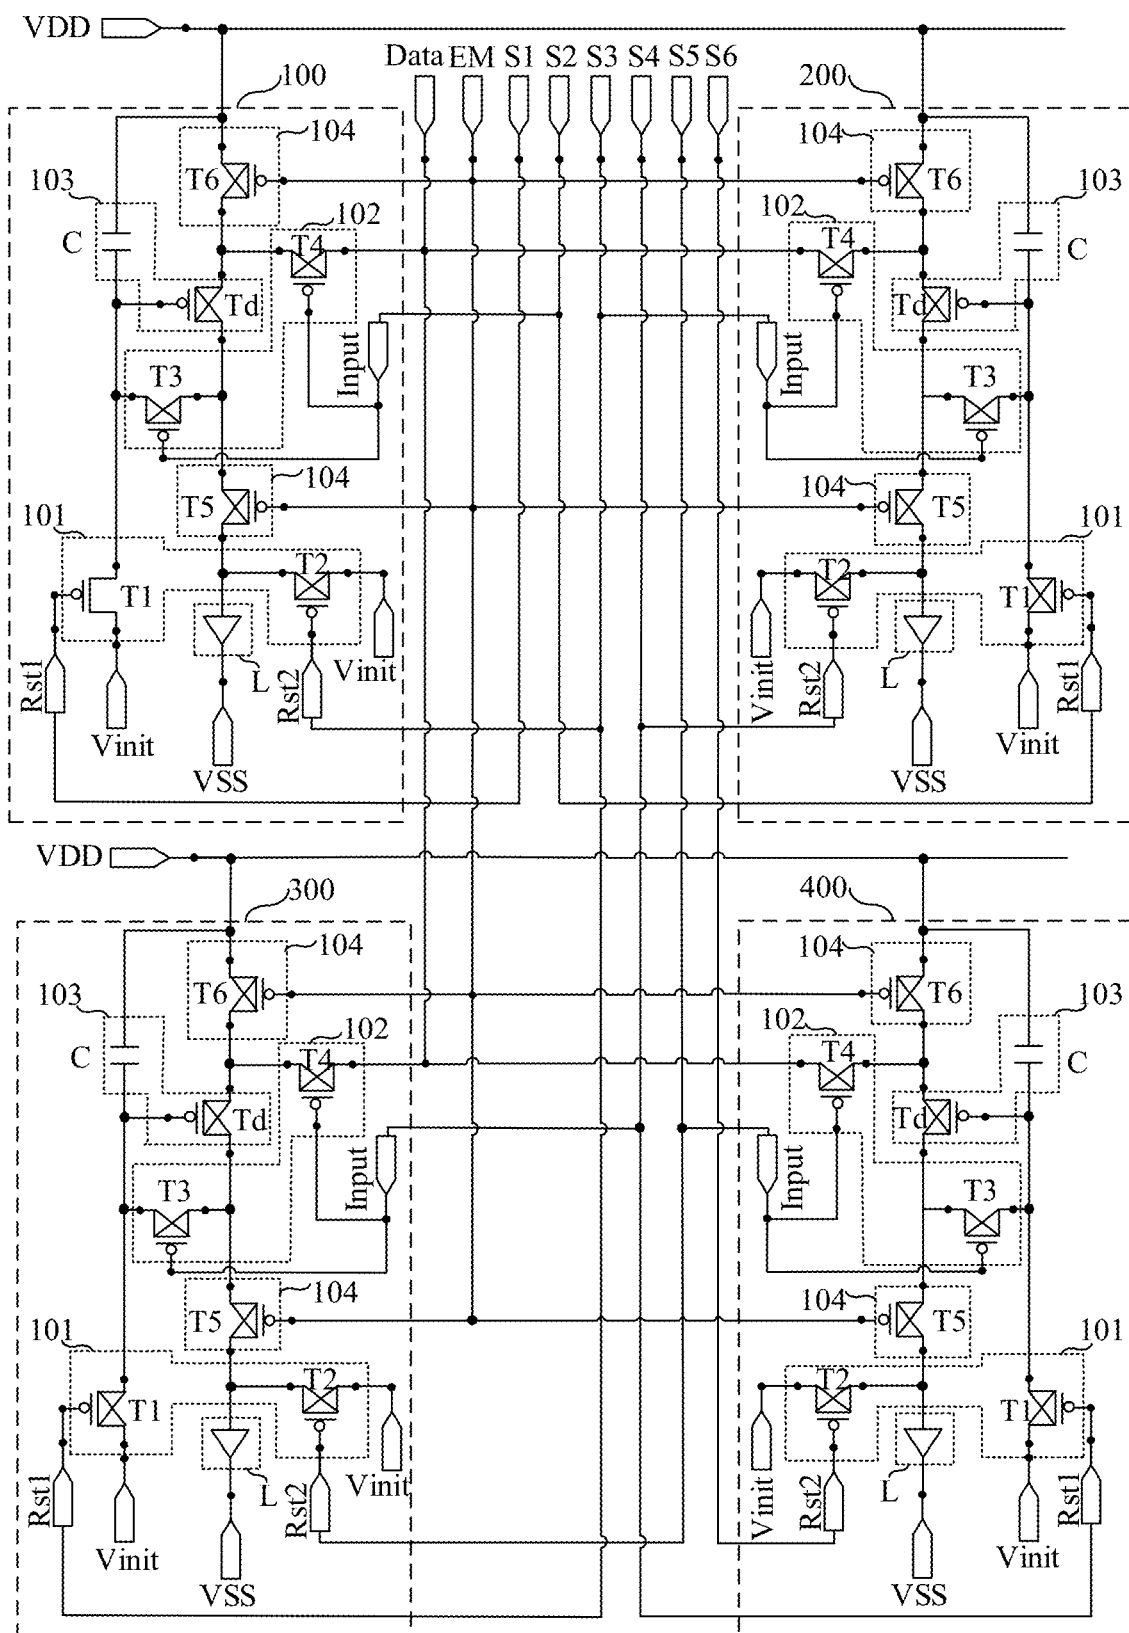 VDD
Data EM S1 S2 S3 S4 S5 S6
100
200
104
104
T6
T6
103
103
102
102
T4
T4
C
C
Td
Td
Input
Input
T3
T3
104
104
T5
T5
101
101
T2
T2
T1
T1
Rst1
Vinit
L
Rst2
Vinit
VSS
Vinit
Rst2
L
Vinit
Rst1
VSS
VDD
300
400
104
104
T6
T6
103
103
102
102
T4
T4
C
C
Td
Td
Input
Input
T3
T3
104
104
T5
T5
101
101
T2
T2
T1
T1
Rst1
Vinit
L
Rst2
Vinit
VSS
Vinit
Rst2
L
Vinit
Rst1
VSS